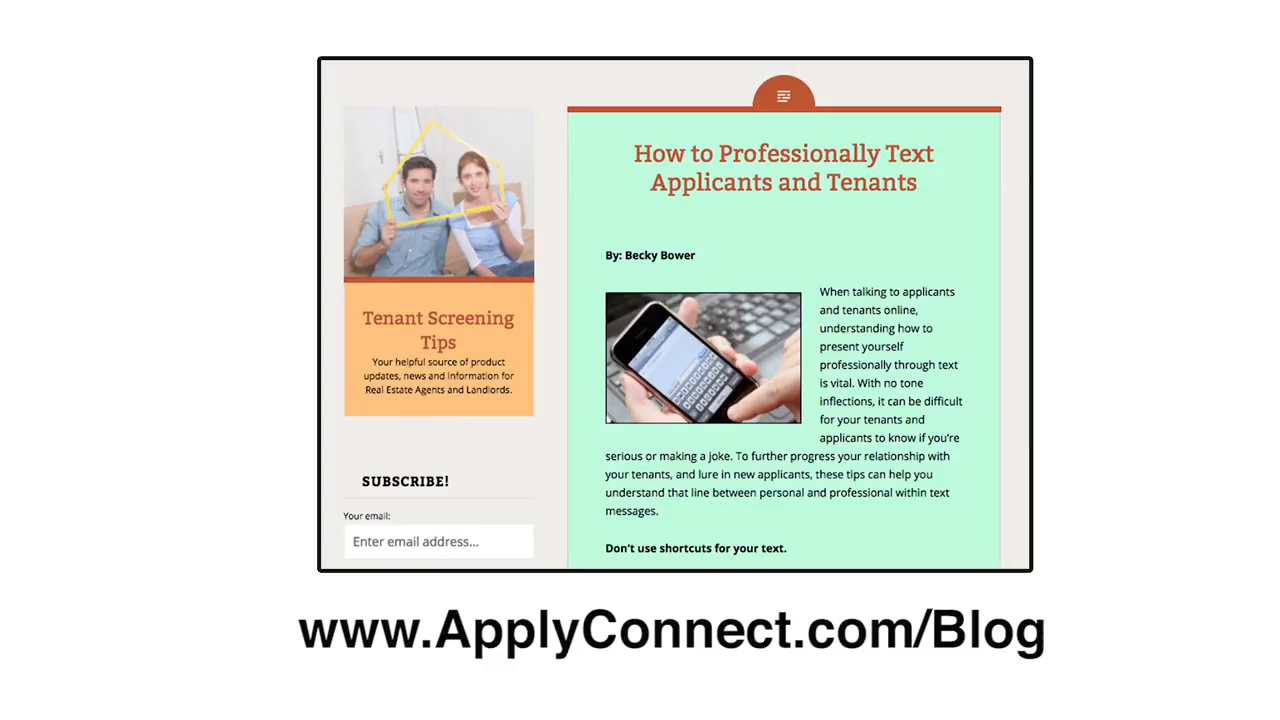 Tenant Screening
Tips
Your helpful source of product
updates, news and information for
Real Estate Agents and Landlords.
SUBSCRIBE!
Your email:
Enter email address...
How to Professionally Text
Applicants and Tenants
By: Becky Bower
When talking to applicants
and tenants online,
understanding how to
present yourself
professionally through text
is vital. With no tone
inflections, it can be difficult
for your tenants and
applicants to know if you’re
serious or making a joke. To further progress your relationship with
your tenants, and lure in new applicants, these tips can help you
understand that line between personal and professional within text
messages.
Don’t use shortcuts for your text.
www.ApplyConnect.com/Blog